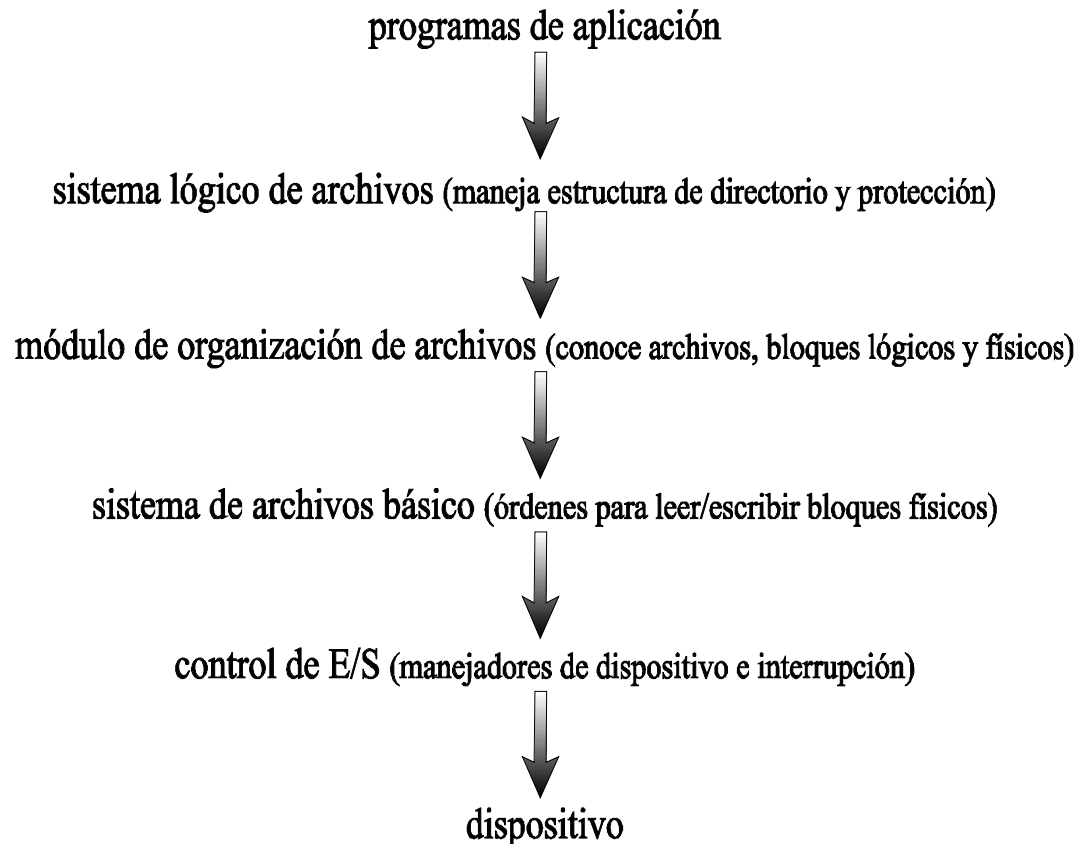 programas de aplicación
sistema lógico de archivos (maneja estructura de directorio y protección)
módulo de organización de archivos (conoce archivos, bloques lógicos y físicos)
sistema de archivos básico (órdenes para leer/escribir bloques físicos)
control de E/S (manejadores de dispositivo e interrupción)
dispositivo